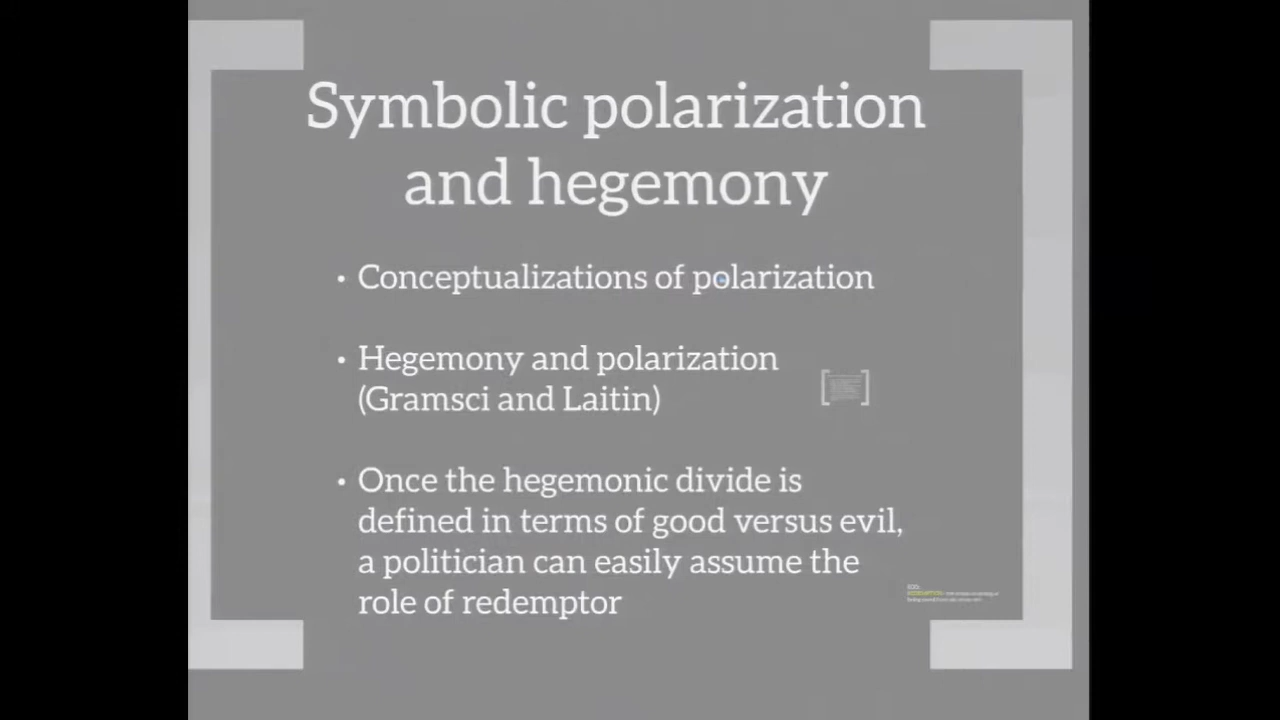 Symbolic polarization
and hegemony
• Conceptualizations of polarization
• Hegemony and polarization
(Gramsci and Laitin)
• Once the hegemonic divide is
defined in terms of good versus evil,
a politician can easily assume the
role of redemptor